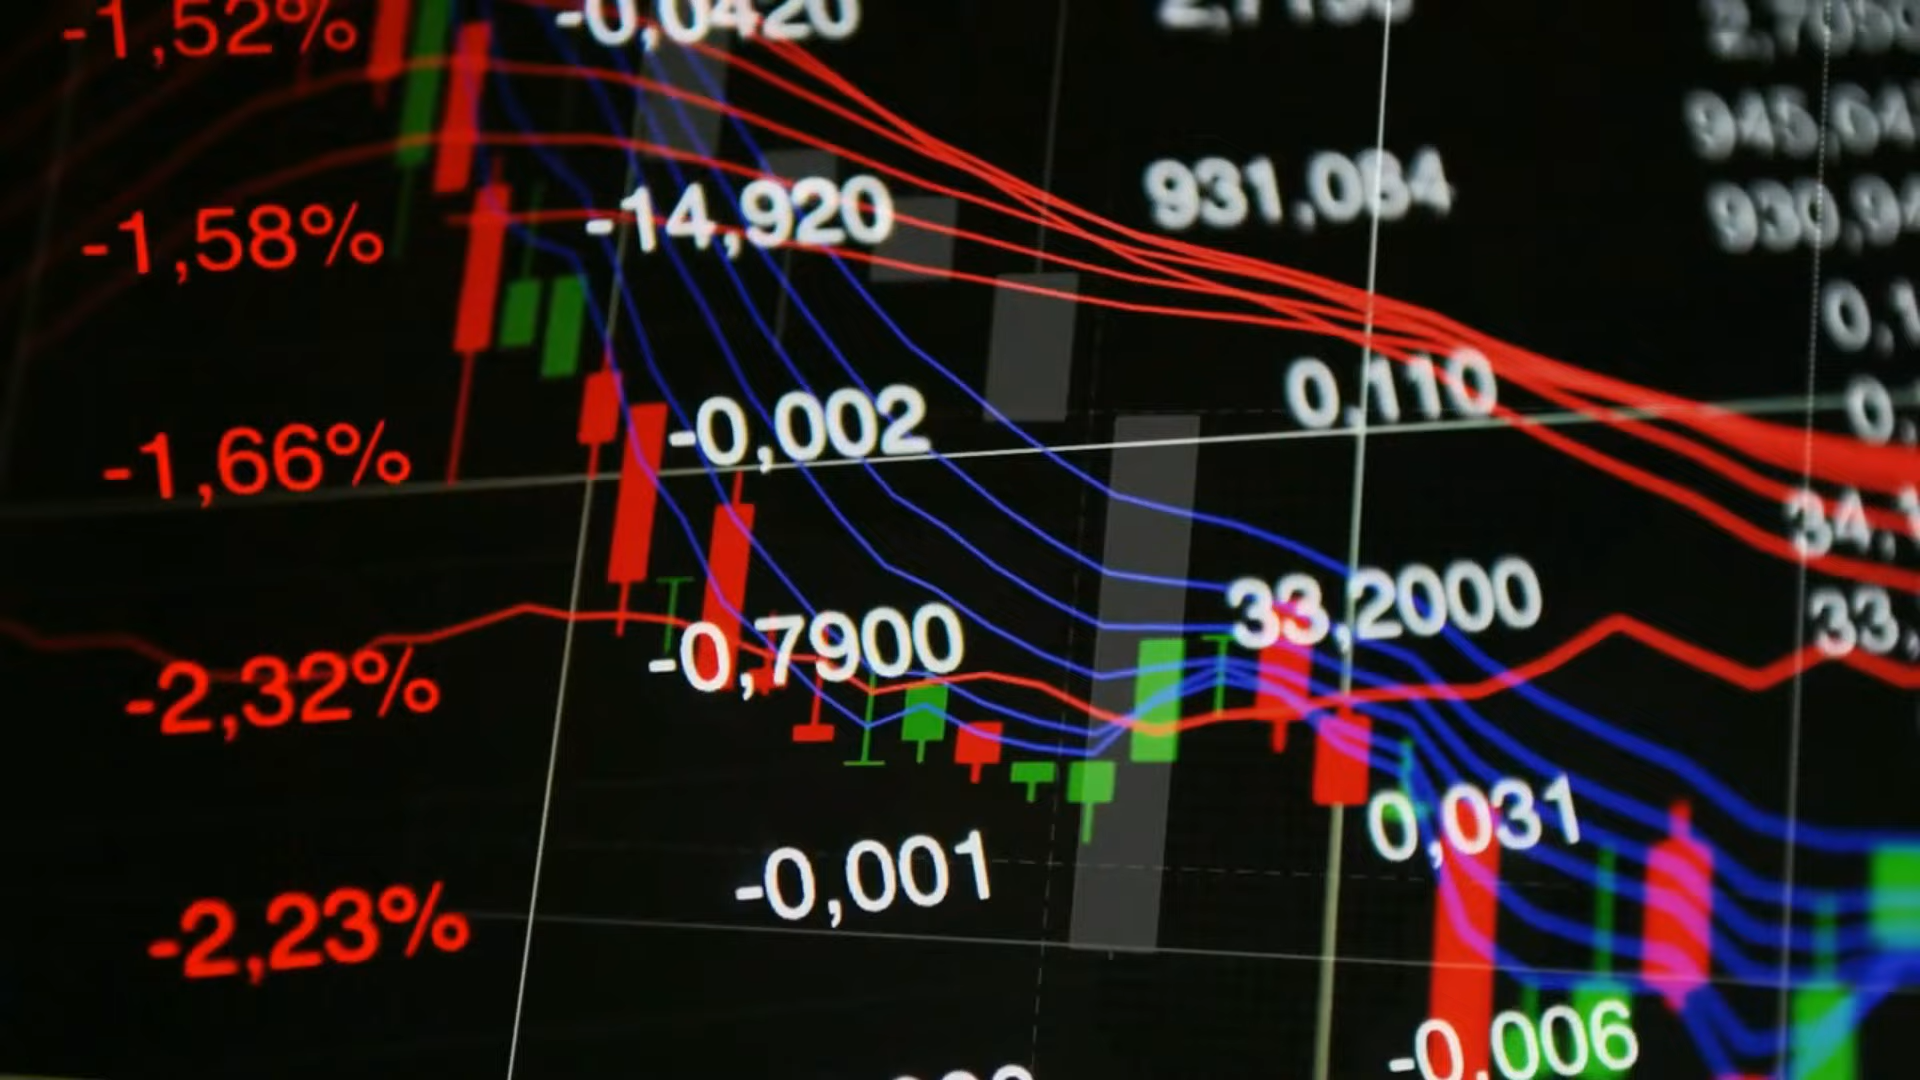 -1,52% -0,0420
-1,58% -14,920 931,084
-1,66% -0,002 0,110
-2,32% -0,7900 33,2000
-2,23% -0,001 0,031
-0,006